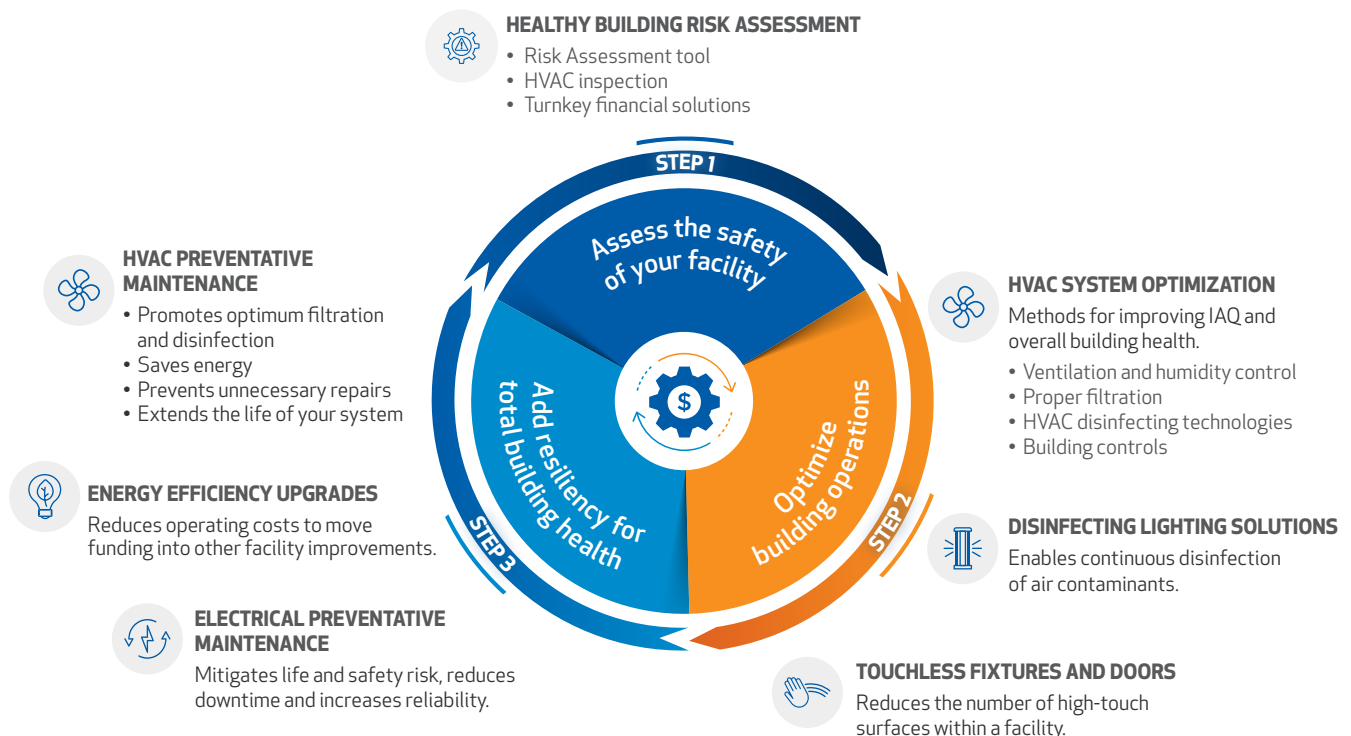 HEALTHY BUILDING RISK ASSESSMENT
• Risk Assessment tool
• HVAC inspection
• Turnkey financial solutions
STEP 1
Assess the safety
of your facility
HVAC SYSTEM OPTIMIZATION
Methods for improving IAQ and
overall building health.
• Ventilation and humidity control
• Proper filtration
• HVAC disinfecting technologies
• Building controls
STEP 2
Optimize
building operations
DISINFECTING LIGHTING SOLUTIONS
Enables continuous disinfection
of air contaminants.
TOUCHLESS FIXTURES AND DOORS
Reduces the number of high-touch
surfaces within a facility.
STEP 3
Add resiliency for
total building health
HVAC PREVENTATIVE
MAINTENANCE
• Promotes optimum filtration
and disinfection
• Saves energy
• Prevents unnecessary repairs
• Extends the life of your system
ENERGY EFFICIENCY UPGRADES
Reduces operating costs to move
funding into other facility improvements.
ELECTRICAL PREVENTATIVE
MAINTENANCE
Mitigates life and safety risk, reduces
downtime and increases reliability.
$